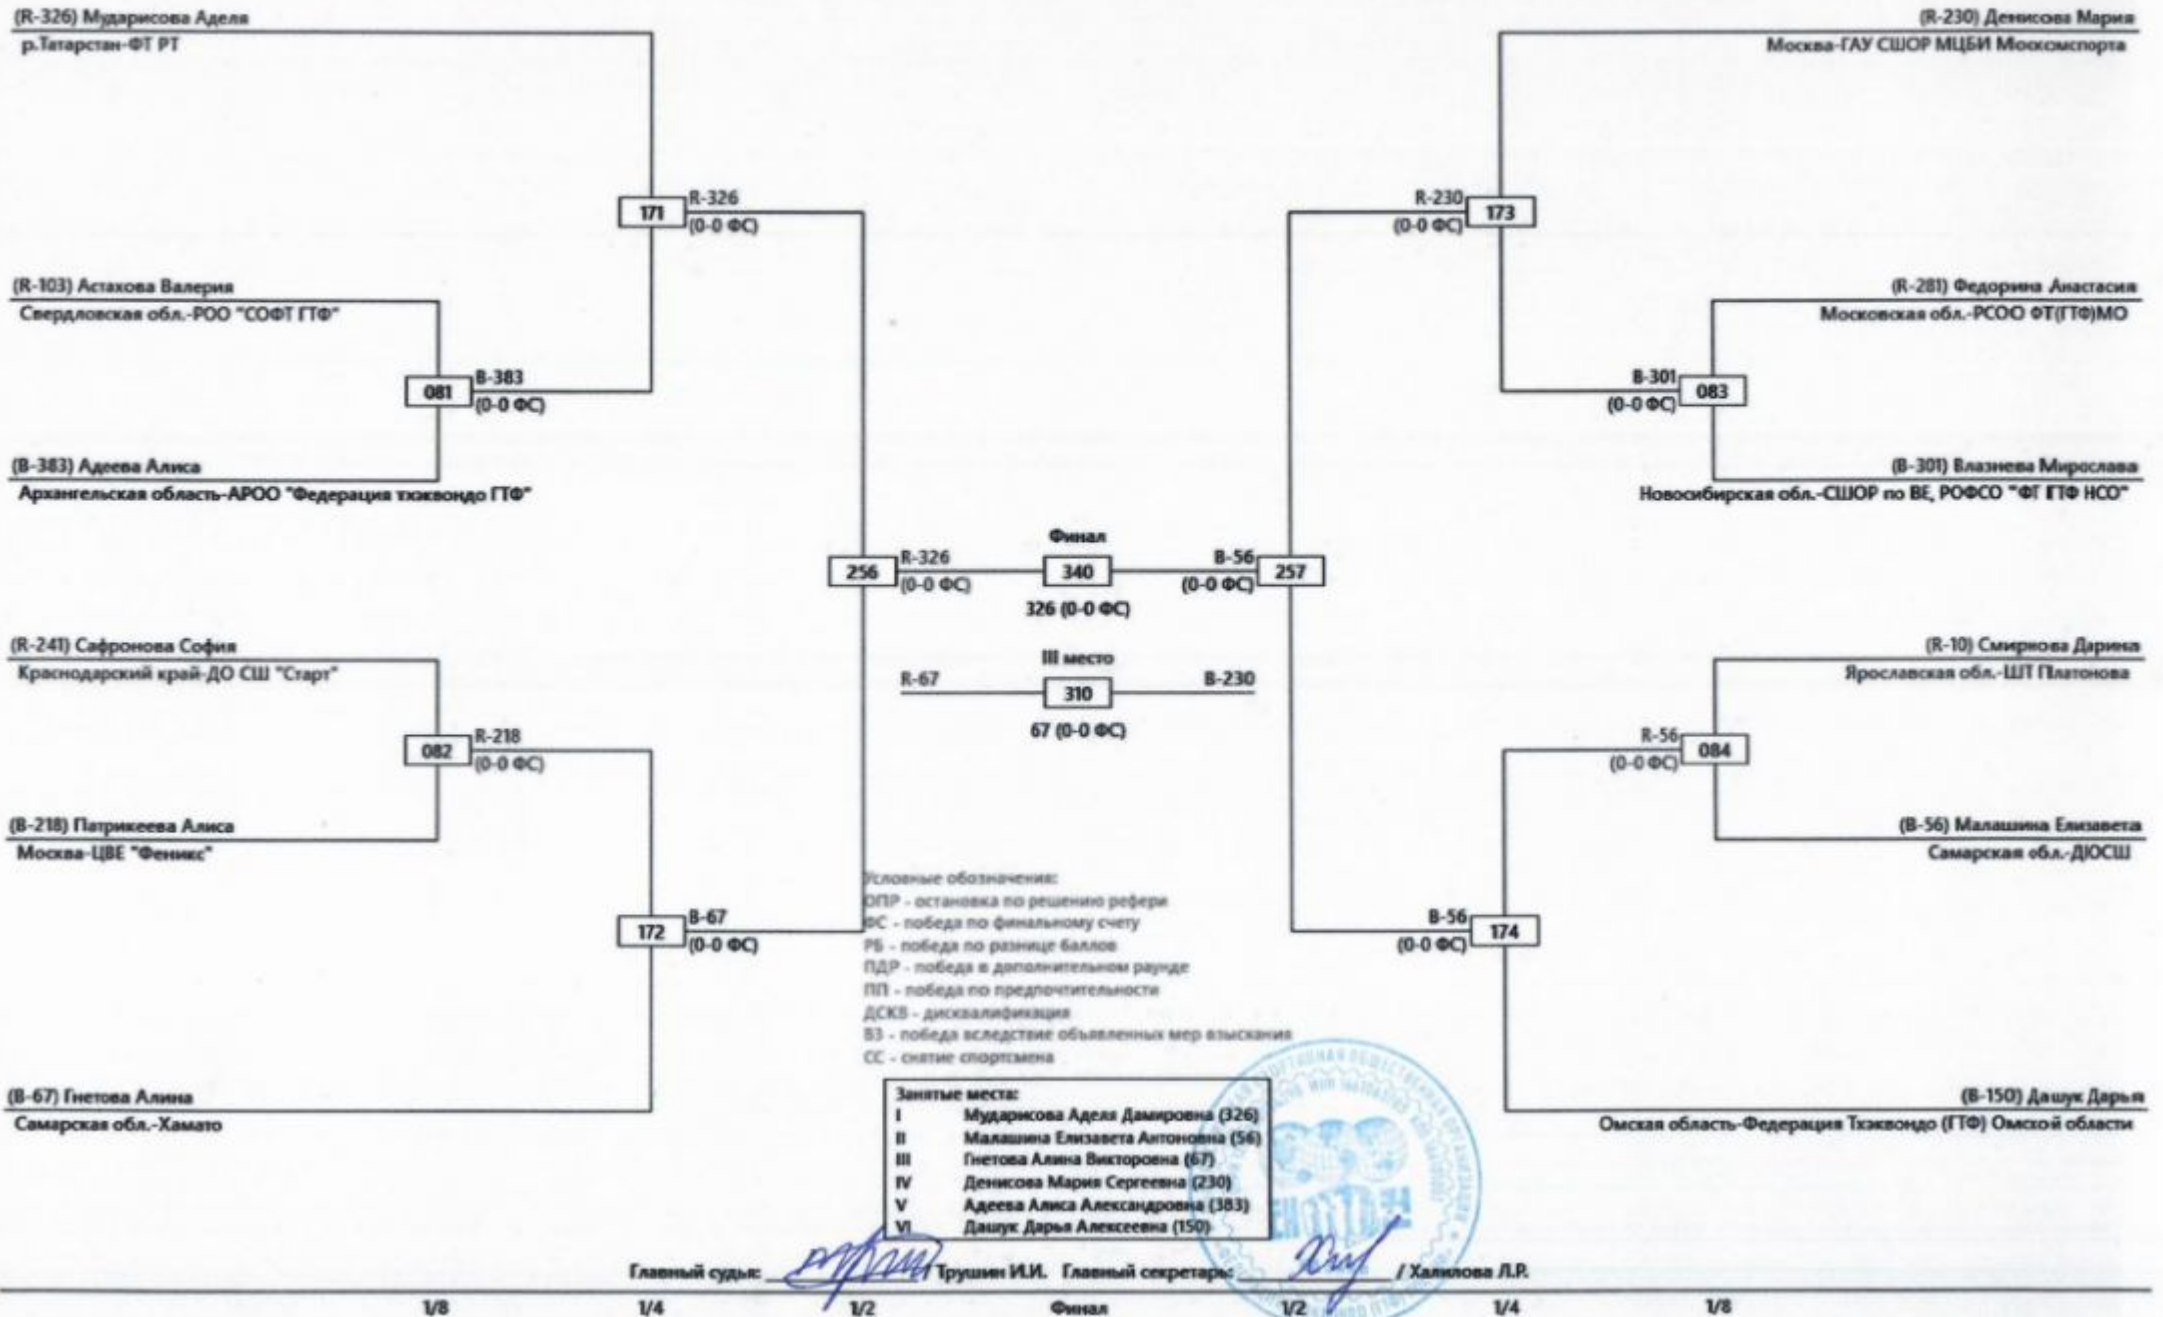 (R-326) Мударисова Аделя
р.Татарстан-ФТ РТ
(R-230) Денисова Мария
Москва-ГАУ СШОР МЦБИ Москомспорта
171
R-326
(0-0 ФС)
R-230
(0-0 ФС)
173
(R-103) Астахова Валерия
Свердловская обл.-РОО "СОФТ ГТФ"
(R-281) Федорина Анастасия
Московская обл.-РСОО ФТ(ГТФ)МО
081
B-383
(0-0 ФС)
B-301
(0-0 ФС)
083
(B-383) Адеева Алиса
Архангельская область-АРОО "Федерация тхэквондо ГТФ"
(B-301) Влазнева Мирослава
Новосибирская обл.-СШОР по ВЕ, РОФСО "ФТ ГТФ НСО"
256
R-326
(0-0 ФС)
Финал
340
326 (0-0 ФС)
B-56
(0-0 ФС)
257
(R-241) Сафронова София
Краснодарский край-ДО СШ "Старт"
III место
R-67
310
B-230
67 (0-0 ФС)
(R-10) Смирнова Дарина
Ярославская обл.-ШТ Платонова
082
R-218
(0-0 ФС)
R-56
(0-0 ФС)
084
(B-218) Патрикеева Алиса
Москва-ЦВЕ "Феникс"
(B-56) Малашина Елизавета
Самарская обл.-ДЮСШ
172
B-67
(0-0 ФС)
B-56
(0-0 ФС)
174
Условные обозначения:
ОПР - остановка по решению рефери
ФС - победа по финальному счету
РБ - победа по разнице баллов
ПДР - победа в дополнительном раунде
ПП - победа по предпочтительности
ДСКВ - дисквалификация
ВЗ - победа вследствие объявленных мер взыскания
СС - снятие спортсмена
(B-67) Гнетова Алина
Самарская обл.-Хамато
(B-150) Дашук Дарья
Омская область-Федерация Тхэквондо (ГТФ) Омской области
Занятые места:
I Мударисова Аделя Дамировна (326)
II Малашина Елизавета Антоновна (56)
III Гнетова Алина Викторовна (67)
IV Денисова Мария Сергеевна (230)
V Адеева Алиса Александровна (383)
VI Дашук Дарья Алексеевна (150)
Главный судья: / Трушин И.И. Главный секретарь / Халилова Л.Р.
1/8 1/4 1/2 Финал 1/2 1/4 1/8